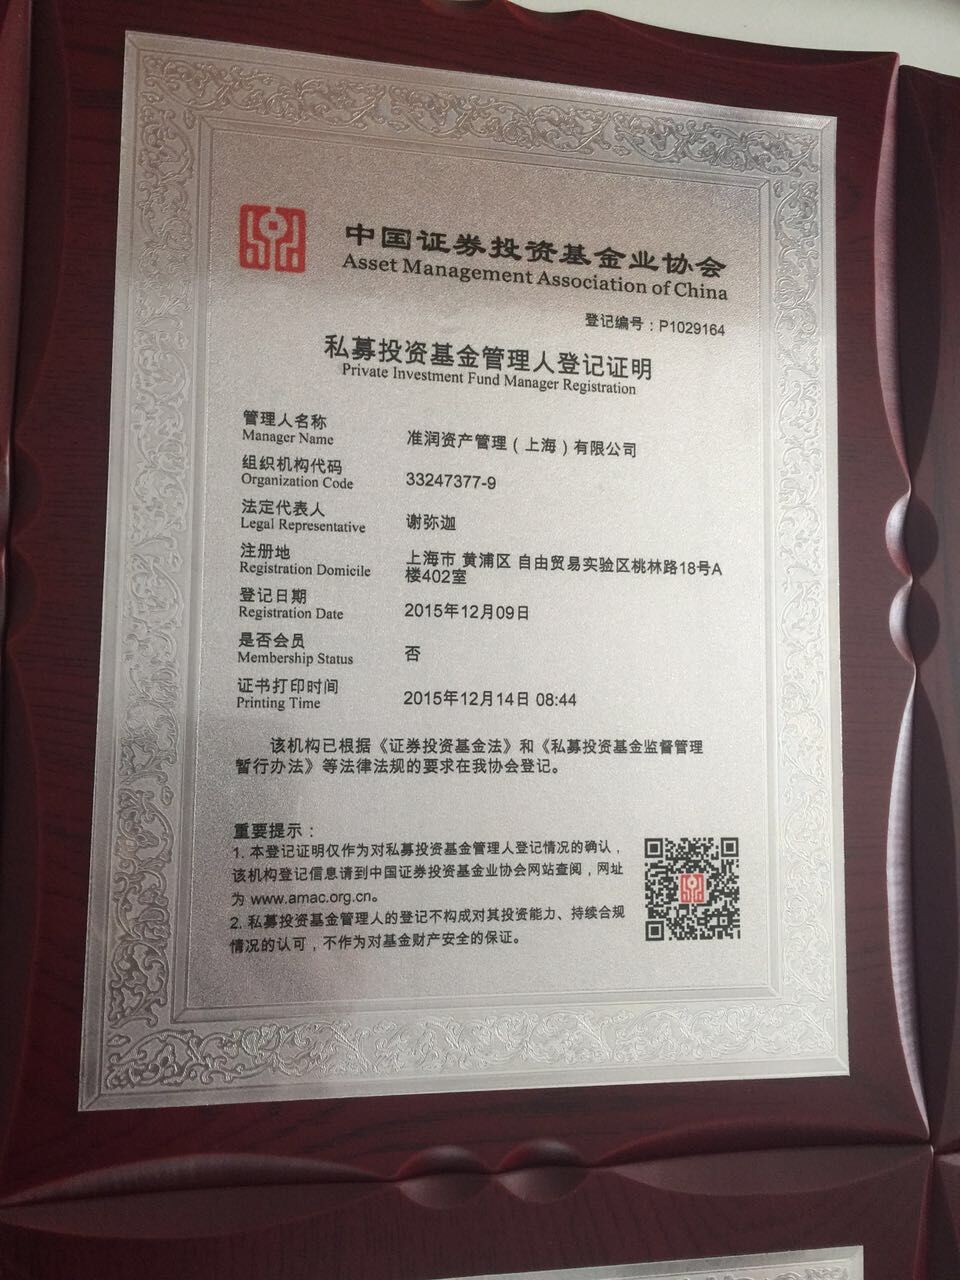 中国证券投资基金业协会
Asset Management Association of China
登记编号：P1029164
私募投资基金管理人登记证明
Private Investment Fund Manager Registration
管理人名称
Manager Name
准润资产管理（上海）有限公司
组织机构代码
Organization Code
33247377-9
法定代表人
Legal Representative
谢弥迦
注册地
Registration Domicile
上海市 黄浦区 自由贸易实验区桃林路18号A
楼402室
登记日期
Registration Date
2015年12月09日
是否会员
Membership Status
否
证书打印时间
Printing Time
2015年12月14日 08:44
该机构已根据《证券投资基金法》和《私募投资基金监督管理
暂行办法》等法律法规的要求在我协会登记。
重要提示：
1. 本登记证明仅作为对私募投资基金管理人登记情况的确认，
该机构登记信息请到中国证券投资基金业协会网站查阅，网址
为 www.amac.org.cn。
2. 私募投资基金管理人的登记不构成对其投资能力、持续合规
情况的认可，不作为对基金财产安全的保证。